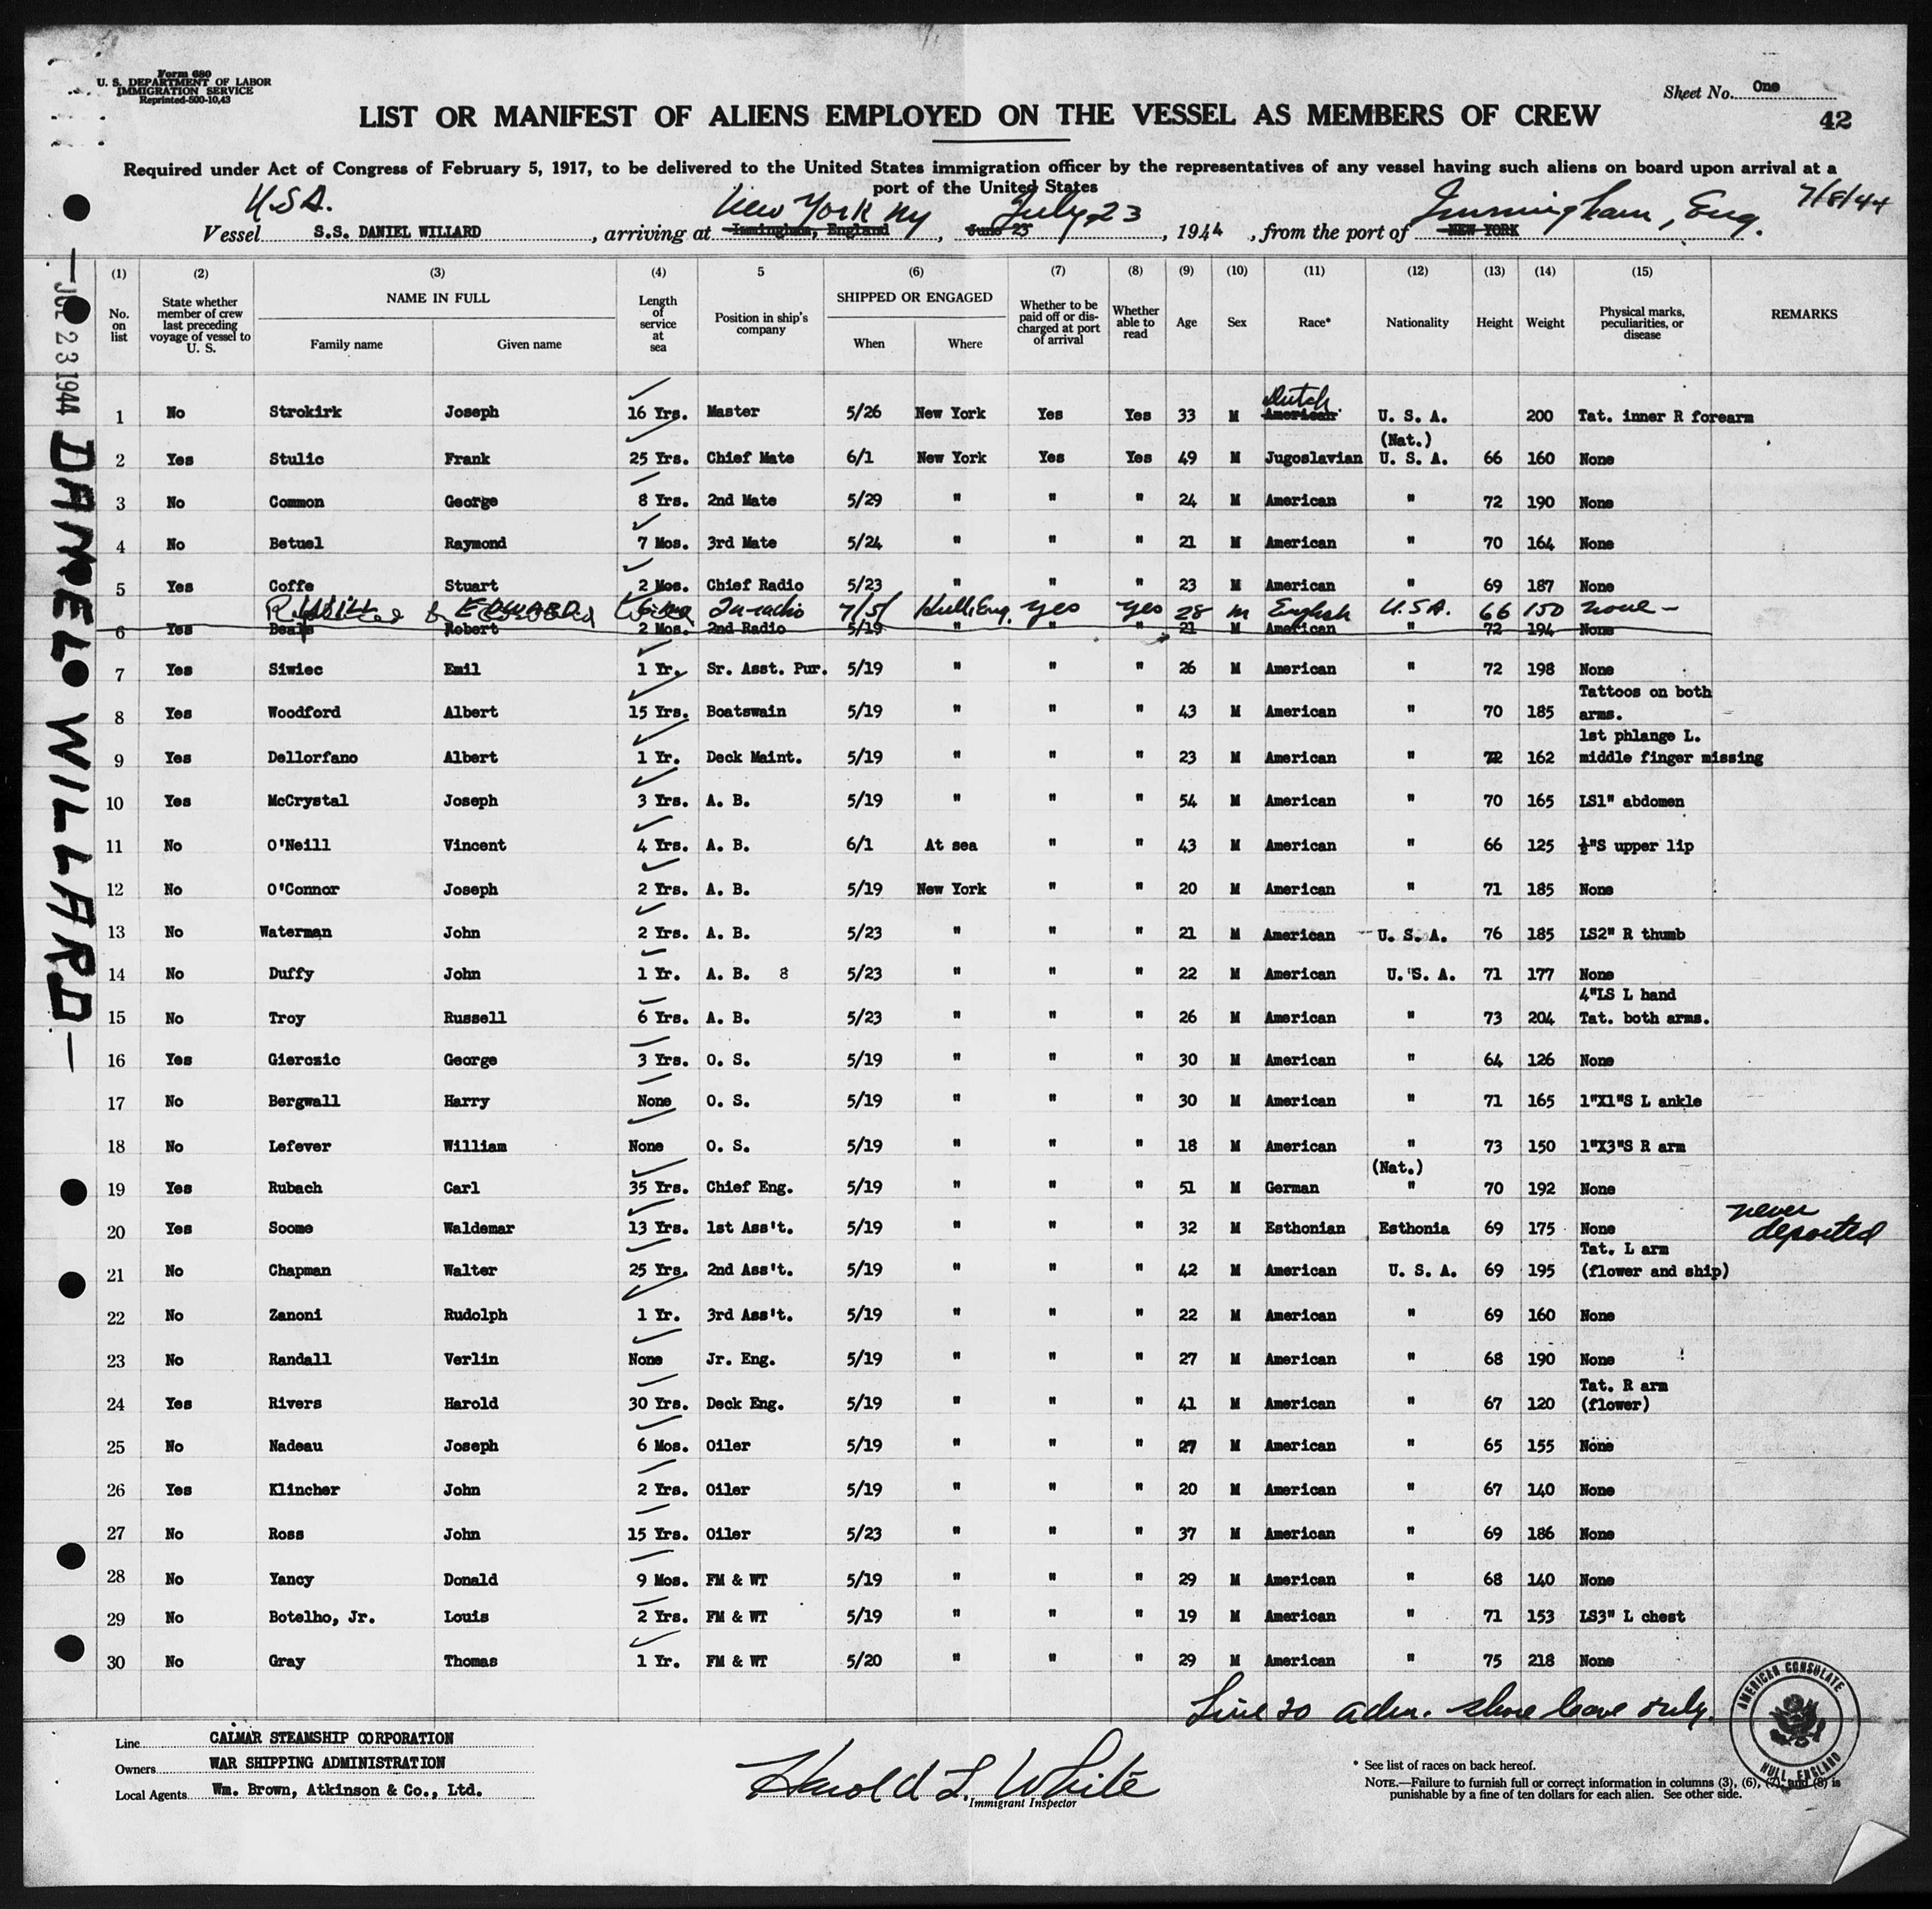 Form 680
U. S. DEPARTMENT OF LABOR
IMMIGRATION SERVICE
Reprinted-500-10,43
Sheet No. One
LIST OR MANIFEST OF ALIENS EMPLOYED ON THE VESSEL AS MEMBERS OF CREW
42
Required under Act of Congress of February 5, 1917, to be delivered to the United States immigration officer by the representatives of any vessel having such aliens on board upon arrival at a
port of the United States
U.S.A. New York NY July 23 Immingham, Eng. 7/8/44
Vessel S.S. DANIEL WILLARD, arriving at Immingham, England, June 23, 1944, from the port of NEW YORK
(1) (2) (3) (4) 5 (6) (7) (8) (9) (10) (11) (12) (13) (14) (15)
No. on list State whether member of crew last preceding voyage of vessel to U. S. NAME IN FULL Family name Given name Length of service at sea Position in ship's company SHIPPED OR ENGAGED When Where Whether to be paid off or discharged at port of arrival Whether able to read Age Sex Race* Nationality Height Weight Physical marks, peculiarities, or disease REMARKS
Dutch
1 No Strokirk Joseph 16 Yrs. Master 5/26 New York Yes Yes 33 M American U. S. A. 200 Tat. inner R forearm
(Nat.)
2 Yes Stulic Frank 25 Yrs. Chief Mate 6/1 New York Yes Yes 49 M Jugoslavian U. S. A. 66 160 None
3 No Common George 8 Yrs. 2nd Mate 5/29 " " " 24 M American " 72 190 None
4 No Betuel Raymond 7 Mos. 3rd Mate 5/24 " " " 21 M American " 70 164 None
5 Yes Coffe Stuart 2 Mos. Chief Radio 5/23 " " " 23 M American " 69 187 None
EDWARD 2n radio 7/5/ Hull Eng. yes yes 28 m English U.S.A. 66 150 none -
6 Yes Beals Robert 2 Mos. 2nd Radio 5/19 " " " 21 M American " 72 194 None
7 Yes Siwiec Emil 1 Yr. Sr. Asst. Pur. 5/19 " " " 26 M American " 72 198 None
Tattoos on both
8 Yes Woodford Albert 15 Yrs. Boatswain 5/19 " " " 43 M American " 70 185 arms.
1st phlange L.
9 Yes Dellorfano Albert 1 Yr. Deck Maint. 5/19 " " " 23 M American " 72 162 middle finger missing
10 Yes McCrystal Joseph 3 Yrs. A. B. 5/19 " " " 54 M American " 70 165 LS1" abdomen
11 No O'Neill Vincent 4 Yrs. A. B. 6/1 At sea " " 43 M American " 66 125 ½"S upper lip
12 No O'Connor Joseph 2 Yrs. A. B. 5/19 New York " " 20 M American " 71 185 None
13 No Waterman John 2 Yrs. A. B. 5/23 " " " 21 M American U. S. A. 76 185 LS2" R thumb
14 No Duffy John 1 Yr. A. B. 8 5/23 " " " 22 M American U. S. A. 71 177 None
4"LS L hand
15 No Troy Russell 6 Yrs. A. B. 5/23 " " " 26 M American " 73 204 Tat. both arms.
16 Yes Gierczic George 3 Yrs. O. S. 5/19 " " " 30 M American " 64 126 None
17 No Bergwall Harry None O. S. 5/19 " " " 30 M American " 71 165 1"X1"S L ankle
18 No Lefever William None O. S. 5/19 " " " 18 M American " 73 150 1"X3"S R arm
(Nat.)
19 Yes Rubach Carl 35 Yrs. Chief Eng. 5/19 " " " 51 M German " 70 192 None
20 Yes Soome Waldemar 13 Yrs. 1st Ass't. 5/19 " " " 32 M Esthonian Esthonia 69 175 None never deported
Tat. L arm
21 No Chapman Walter 25 Yrs. 2nd Ass't. 5/19 " " " 42 M American U. S. A. 69 195 (flower and ship)
22 No Zanoni Rudolph 1 Yr. 3rd Ass't. 5/19 " " " 22 M American " 69 160 None
23 No Randall Verlin None Jr. Eng. 5/19 " " " 27 M American " 68 190 None
Tat. R arm
24 Yes Rivers Harold 30 Yrs. Deck Eng. 5/19 " " " 41 M American " 67 120 (flower)
25 No Nadeau Joseph 6 Mos. Oiler 5/19 " " " 27 M American " 65 155 None
26 Yes Klincher John 2 Yrs. Oiler 5/19 " " " 20 M American " 67 140 None
27 No Ross John 15 Yrs. Oiler 5/23 " " " 37 M American " 69 186 None
28 No Yancy Donald 9 Mos. FM & WT 5/19 " " " 29 M American " 68 140 None
29 No Botelho, Jr. Louis 2 Yrs. FM & WT 5/19 " " " 19 M American " 71 153 LS3" L chest
30 No Gray Thomas 1 Yr. FM & WT 5/20 " " " 29 M American " 75 218 None
Line 20 adm. shore leave only.
Line CALMAR STEAMSHIP CORPORATION
Owners WAR SHIPPING ADMINISTRATION
Local Agents Wm. Brown, Atkinson & Co., Ltd.
Harold L. White
Immigrant Inspector
* See list of races on back hereof.
NOTE.—Failure to furnish full or correct information in columns (3), (6), (7), and (8) is
punishable by a fine of ten dollars for each alien. See other side.
AMERICAN CONSULATE
HULL ENGLAND
— JUL 23 1944 DANIEL WILLARD —